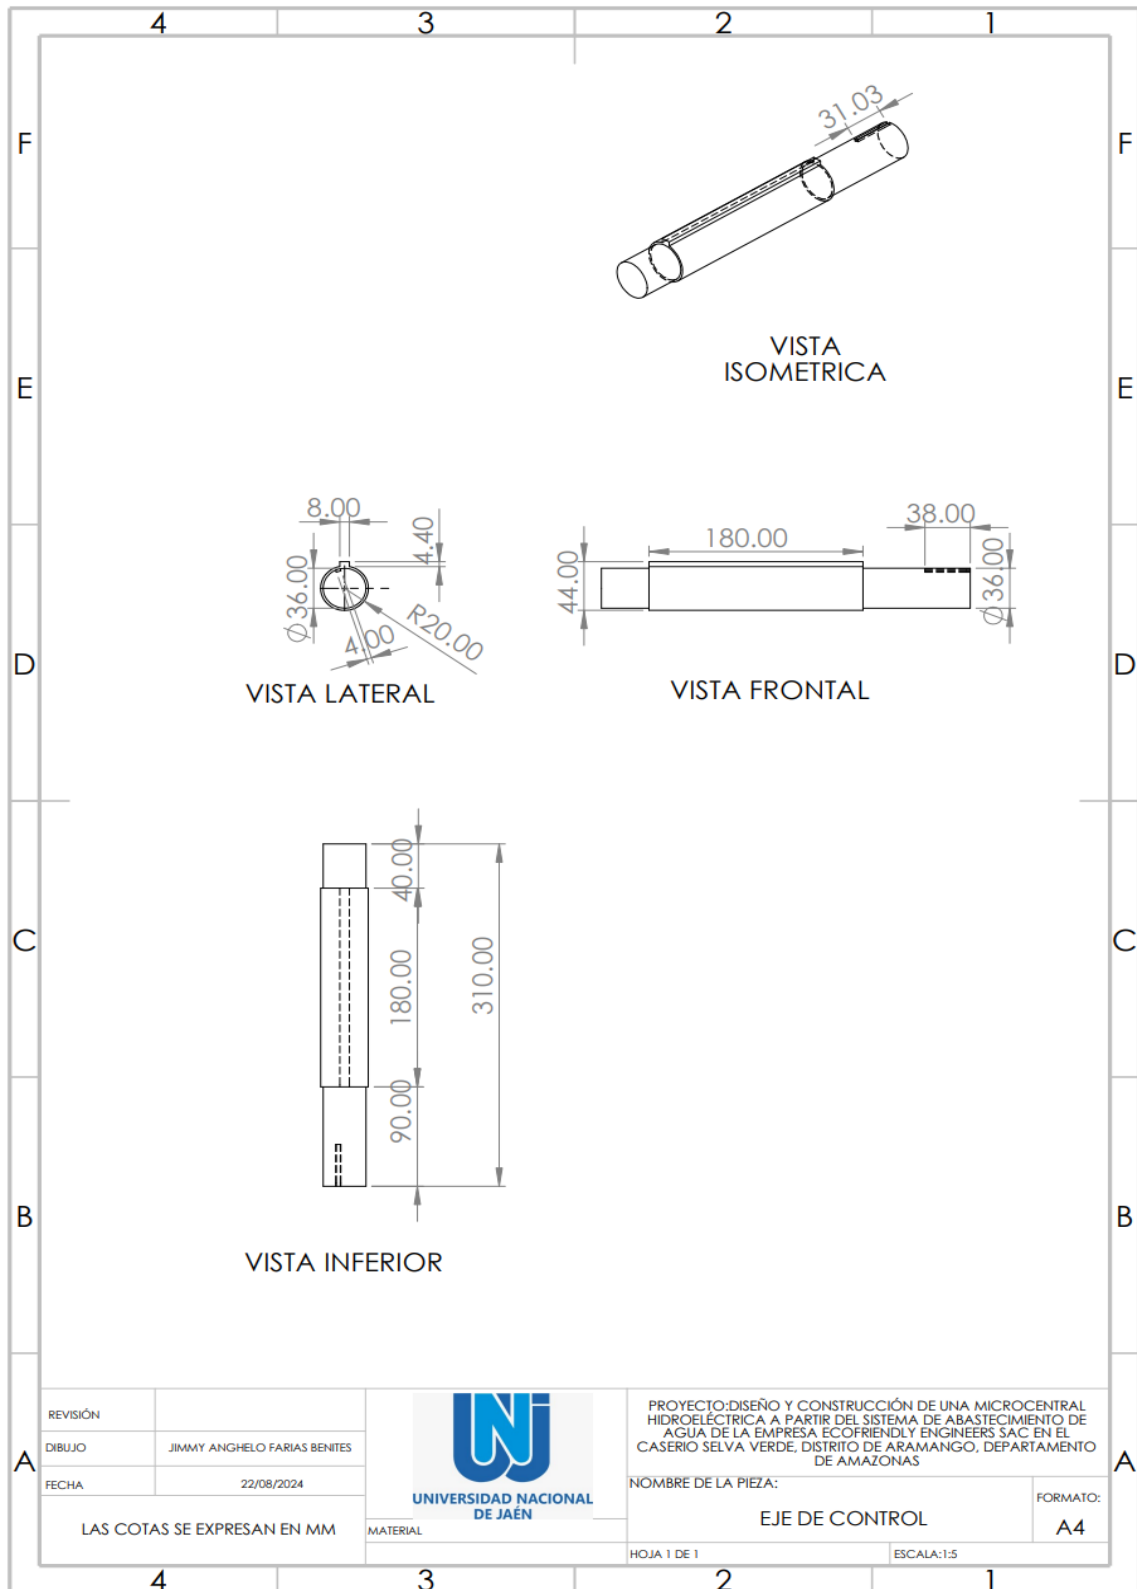 4 3 2 1
F F
31.03
VISTA
ISOMETRICA
E E
8.00
4.40
Ø36.00
4.00
R20.00
VISTA LATERAL
180.00
38.00
44.00
Ø36.00
VISTA FRONTAL
D D
40.00
180.00
310.00
90.00
C C
B B
VISTA INFERIOR
A A
REVISIÓN
DIBUJO JIMMY ANGHELO FARIAS BENITES
FECHA 22/08/2024
LAS COTAS SE EXPRESAN EN MM
UNJ
UNIVERSIDAD NACIONAL
DE JAÉN
MATERIAL
PROYECTO:DISEÑO Y CONSTRUCCIÓN DE UNA MICROCENTRAL
HIDROELÉCTRICA A PARTIR DEL SISTEMA DE ABASTECIMIENTO DE
AGUA DE LA EMPRESA ECOFRIENDLY ENGINEERS SAC EN EL
CASERIO SELVA VERDE, DISTRITO DE ARAMANGO, DEPARTAMENTO
DE AMAZONAS
NOMBRE DE LA PIEZA:
EJE DE CONTROL
FORMATO:
A4
HOJA 1 DE 1
ESCALA:1:5
4 3 2 1